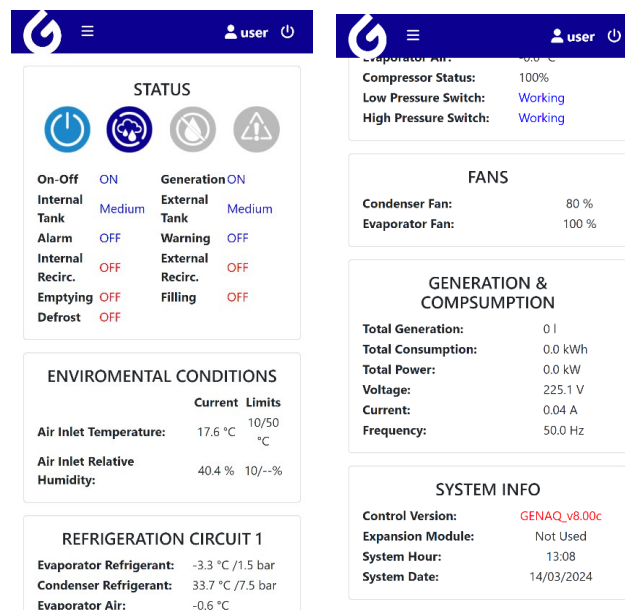 user
STATUS
On-Off ON Generation ON
Internal Tank Medium External Tank Medium
Alarm OFF Warning OFF
Internal Recirc. OFF External Recirc. OFF
Emptying OFF Filling OFF
Defrost OFF
ENVIROMENTAL CONDITIONS
Current Limits
Air Inlet Temperature: 17.6 °C 10/50 °C
Air Inlet Relative Humidity: 40.4 % 10/--%
REFRIGERATION CIRCUIT 1
Evaporator Refrigerant: -3.3 °C /1.5 bar
Condenser Refrigerant: 33.7 °C /7.5 bar
Evaporator Air: -0.6 °C
user
Evaporator Air: -0.6 °C
Compressor Status: 100%
Low Pressure Switch: Working
High Pressure Switch: Working
FANS
Condenser Fan: 80 %
Evaporator Fan: 100 %
GENERATION &
COMPSUMPTION
Total Generation: 0 l
Total Consumption: 0.0 kWh
Total Power: 0.0 kW
Voltage: 225.1 V
Current: 0.04 A
Frequency: 50.0 Hz
SYSTEM INFO
Control Version: GENAQ_v8.00c
Expansion Module: Not Used
System Hour: 13:08
System Date: 14/03/2024